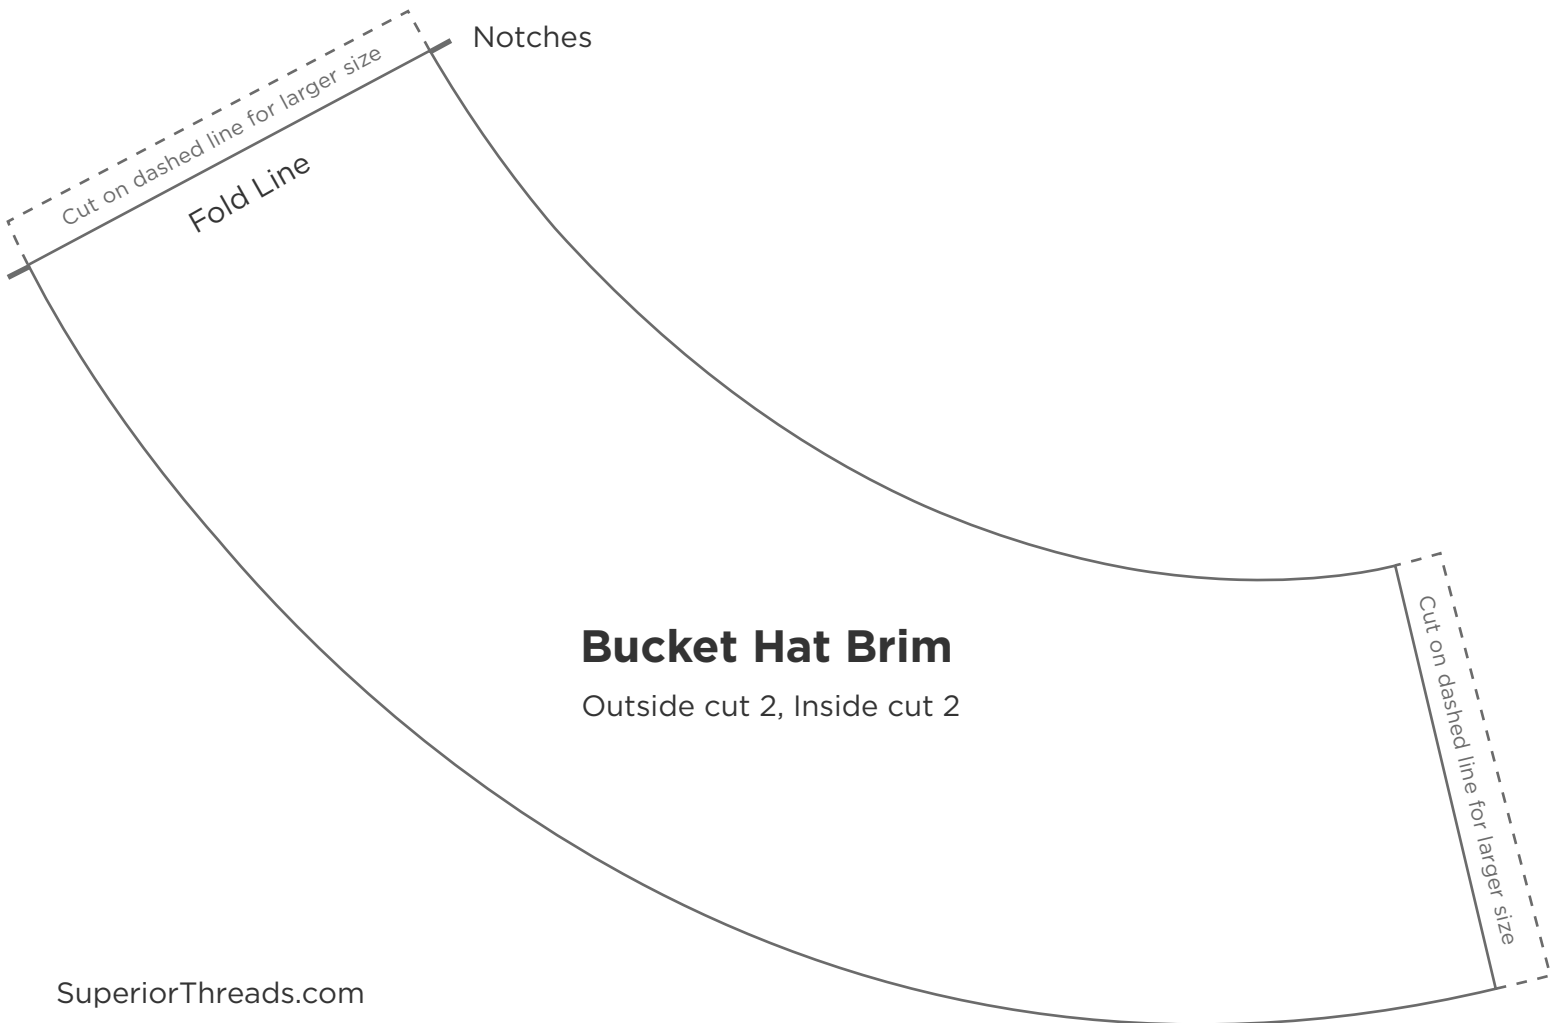 Notches
Cut on dashed line for larger size
Fold Line
Bucket Hat Brim
Outside cut 2, Inside cut 2
Cut on dashed line for larger size
SuperiorThreads.com